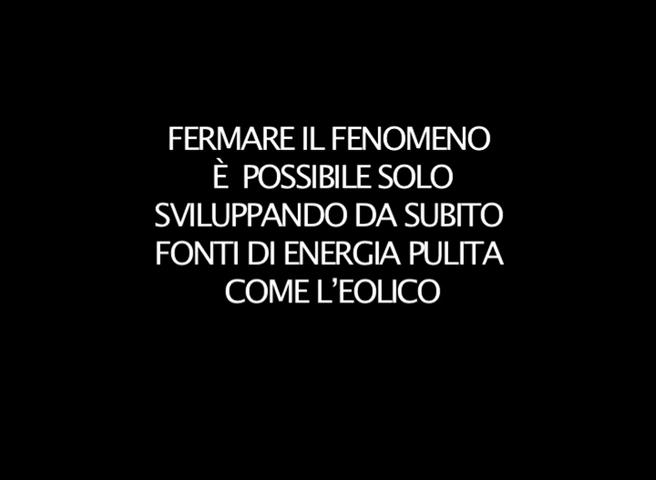 FERMARE IL FENOMENO
È POSSIBILE SOLO
SVILUPPANDO DA SUBITO
FONTI DI ENERGIA PULITA
COME L’EOLICO